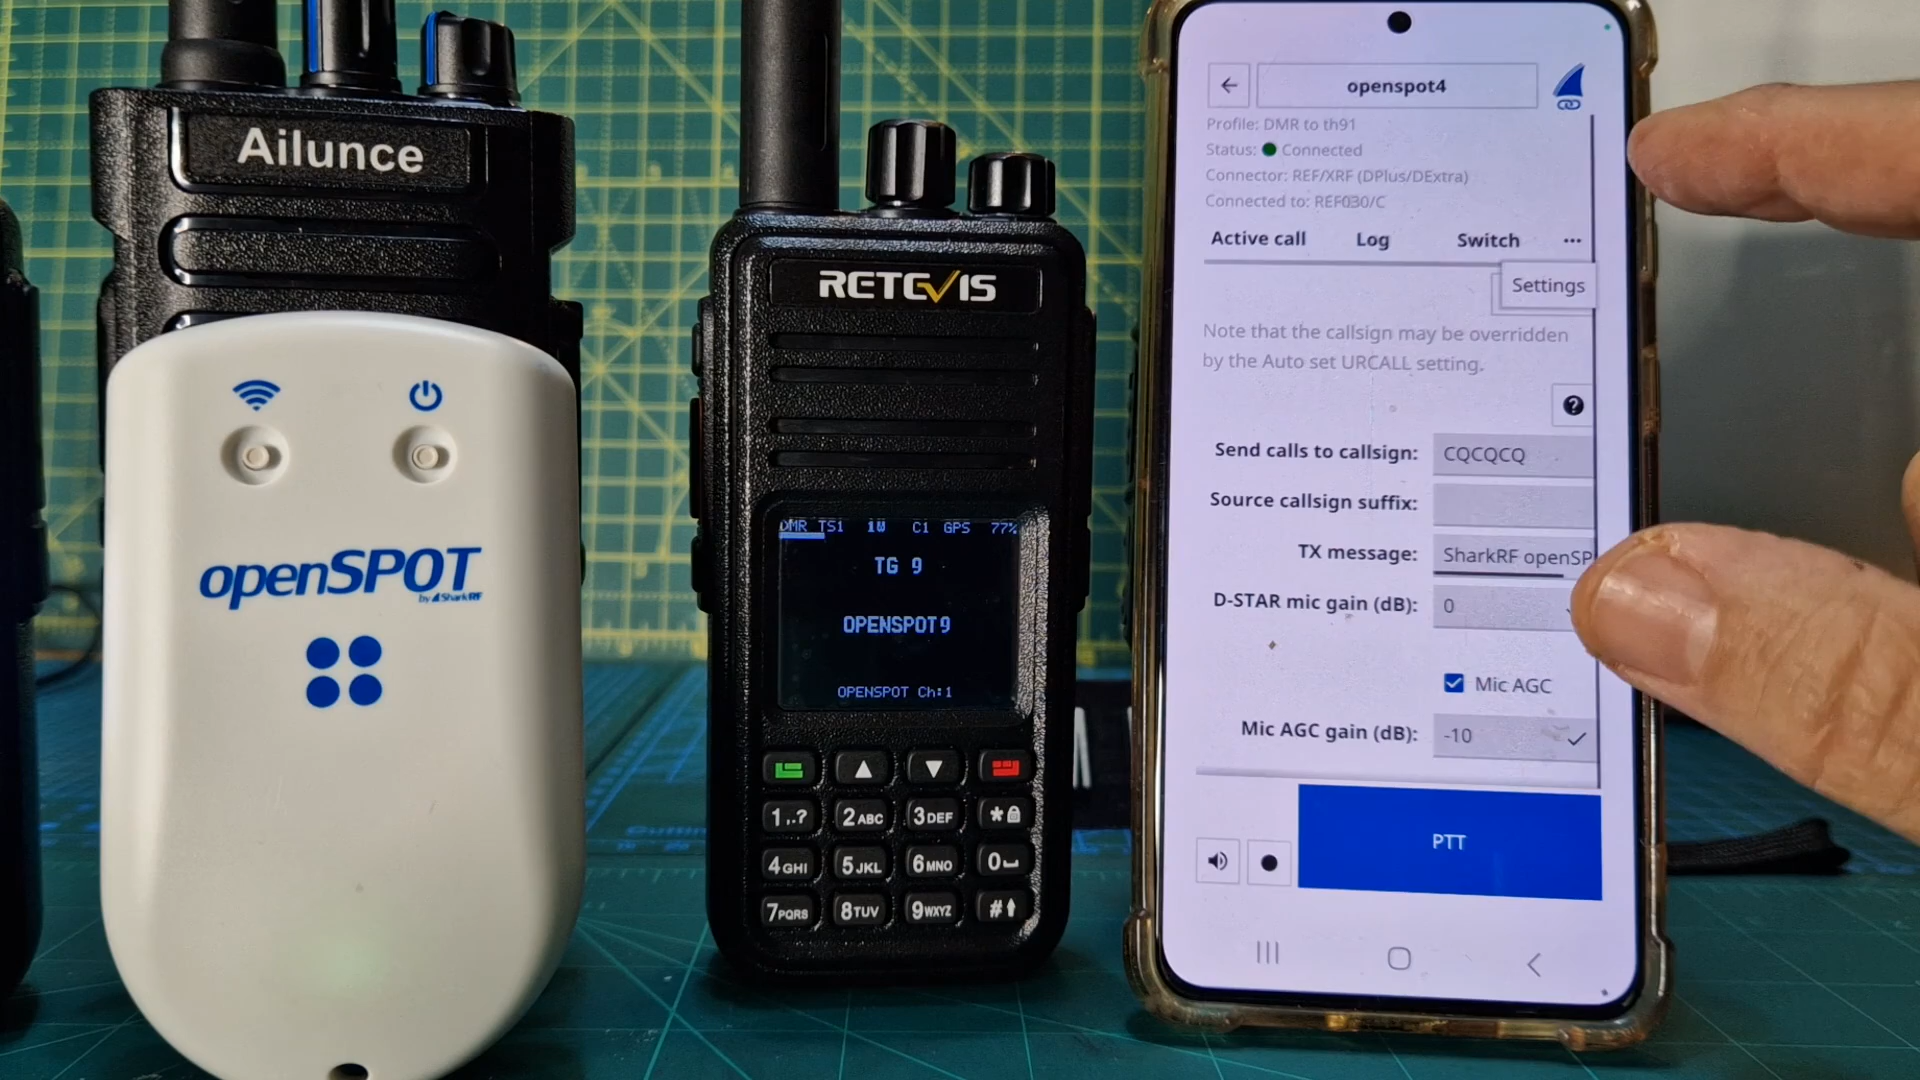 Ailunce
openSPOT
by SharkRF
RETEVIS
DMR TS1 1W C1 GPS 77%
TG 9
OPENSPOT9
OPENSPOT Ch:1
1,.? 2ABC 3DEF *
4GHI 5JKL 6MNO 0
7PQRS 8TUV 9WXYZ #
openspot4
Profile: DMR to th91
Status: Connected
Connector: REF/XRF (DPlus/DExtra)
Connected to: REF030/C
Active call Log Switch ...
Settings
Note that the callsign may be overridden
by the Auto set URCALL setting.
?
Send calls to callsign: CQCQCQ
Source callsign suffix:
TX message: SharkRF openSP
D-STAR mic gain (dB): 0
Mic AGC
Mic AGC gain (dB): -10
PTT